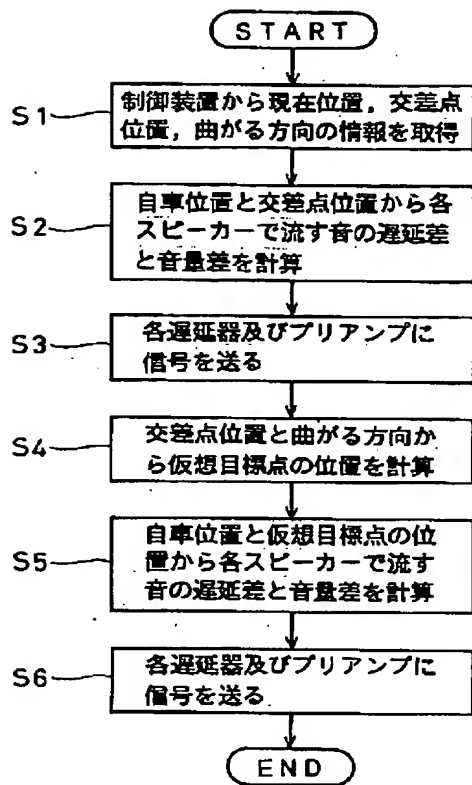 START
S1
制御装置から現在位置，交差点
位置，曲がる方向の情報を取得
S2
自車位置と交差点位置から各
スピーカーで流す音の遅延差
と音量差を計算
S3
各遅延器及びプリアンプに
信号を送る
S4
交差点位置と曲がる方向か
ら仮想目標点の位置を計算
S5
自車位置と仮想目標点の位
置から各スピーカーで流す
音の遅延差と音量差を計算
S6
各遅延器及びプリアンプに
信号を送る
END